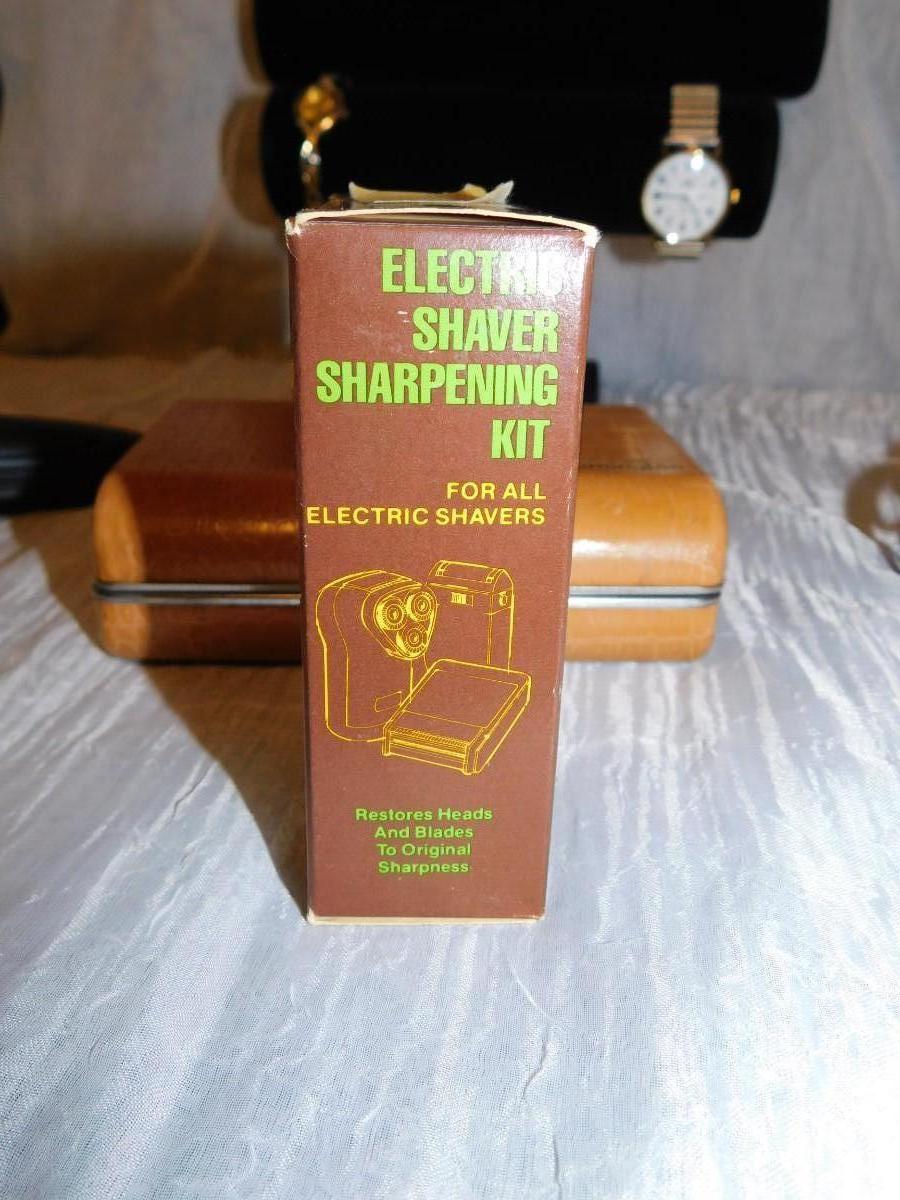 ELECTRIC
SHAVER
SHARPENING
KIT
FOR ALL
ELECTRIC SHAVERS
Restores Heads
And Blades
To Original
Sharpness